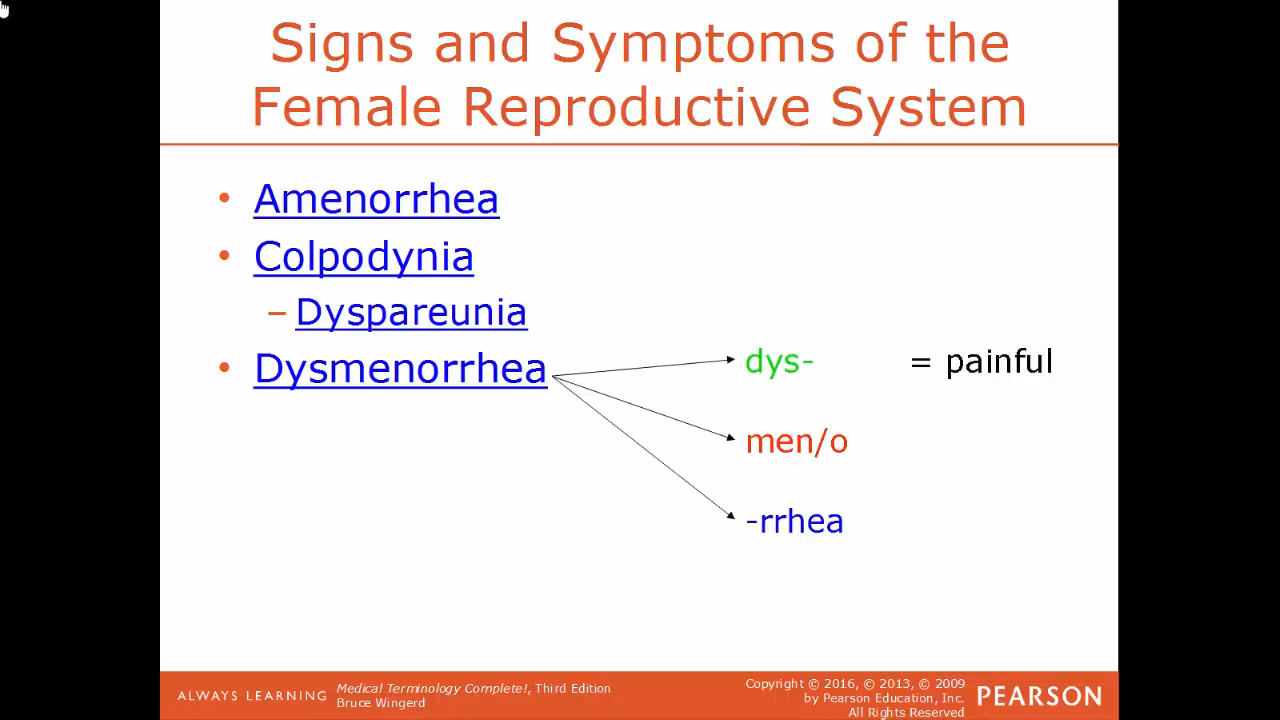 Signs and Symptoms of the
Female Reproductive System
• Amenorrhea
• Colpodynia
– Dyspareunia
• Dysmenorrhea
dys- = painful
men/o
-rrhea
ALWAYS LEARNING
Medical Terminology Complete!, Third Edition
Bruce Wingerd
Copyright © 2016, © 2013, © 2009
by Pearson Education, Inc.
All Rights Reserved
PEARSON